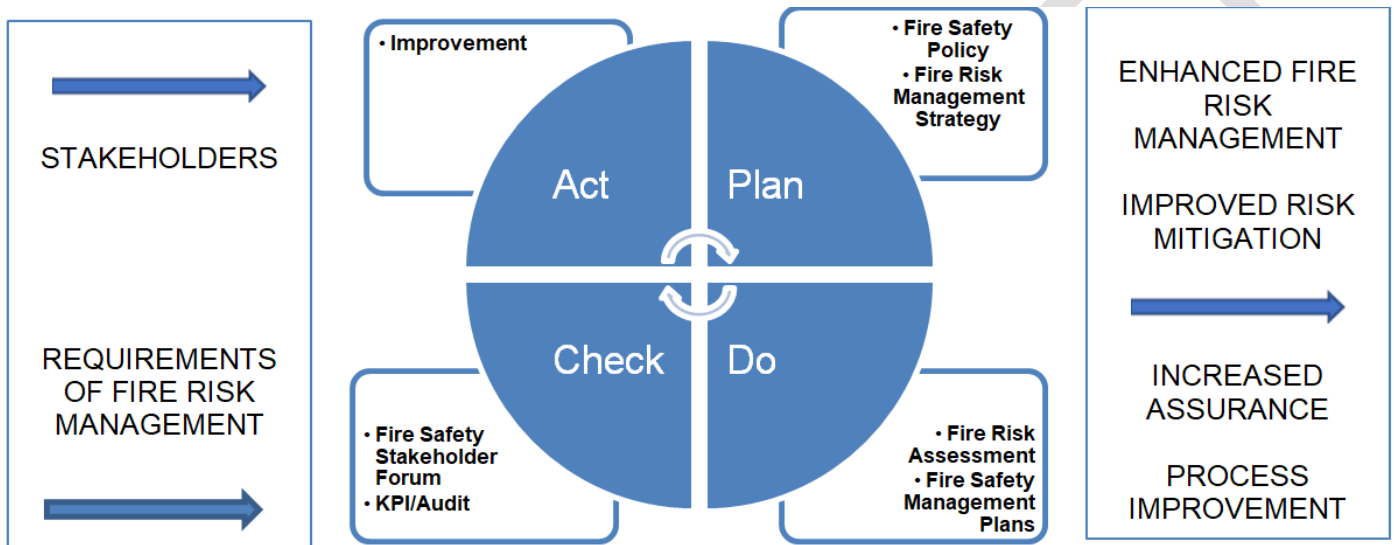 STAKEHOLDERS
REQUIREMENTS
OF FIRE RISK
MANAGEMENT
• Improvement
• Fire Safety
Policy
• Fire Risk
Management
Strategy
Act
Plan
Check
Do
• Fire Safety
Stakeholder
Forum
• KPI/Audit
• Fire Risk
Assessment
• Fire Safety
Management
Plans
ENHANCED FIRE
RISK
MANAGEMENT
IMPROVED RISK
MITIGATION
INCREASED
ASSURANCE
PROCESS
IMPROVEMENT